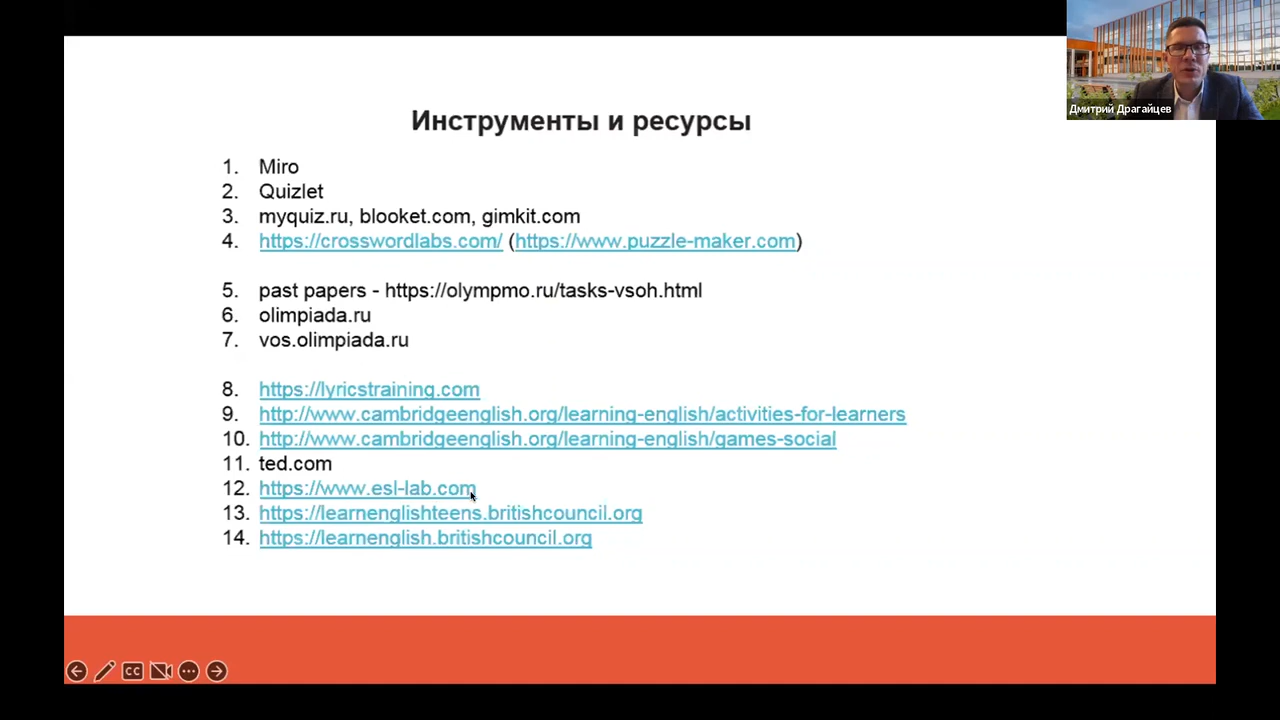 Дмитрий Драгайцев
Инструменты и ресурсы
1. Miro
2. Quizlet
3. myquiz.ru, blooket.com, gimkit.com
4. https://crosswordlabs.com/ (https://www.puzzle-maker.com)
5. past papers - https://olympmo.ru/tasks-vsoh.html
6. olimpiada.ru
7. vos.olimpiada.ru
8. https://lyricstraining.com
9. http://www.cambridgeenglish.org/learning-english/activities-for-learners
10. http://www.cambridgeenglish.org/learning-english/games-social
11. ted.com
12. https://www.esl-lab.com
13. https://learnenglishteens.britishcouncil.org
14. https://learnenglish.britishcouncil.org
CC